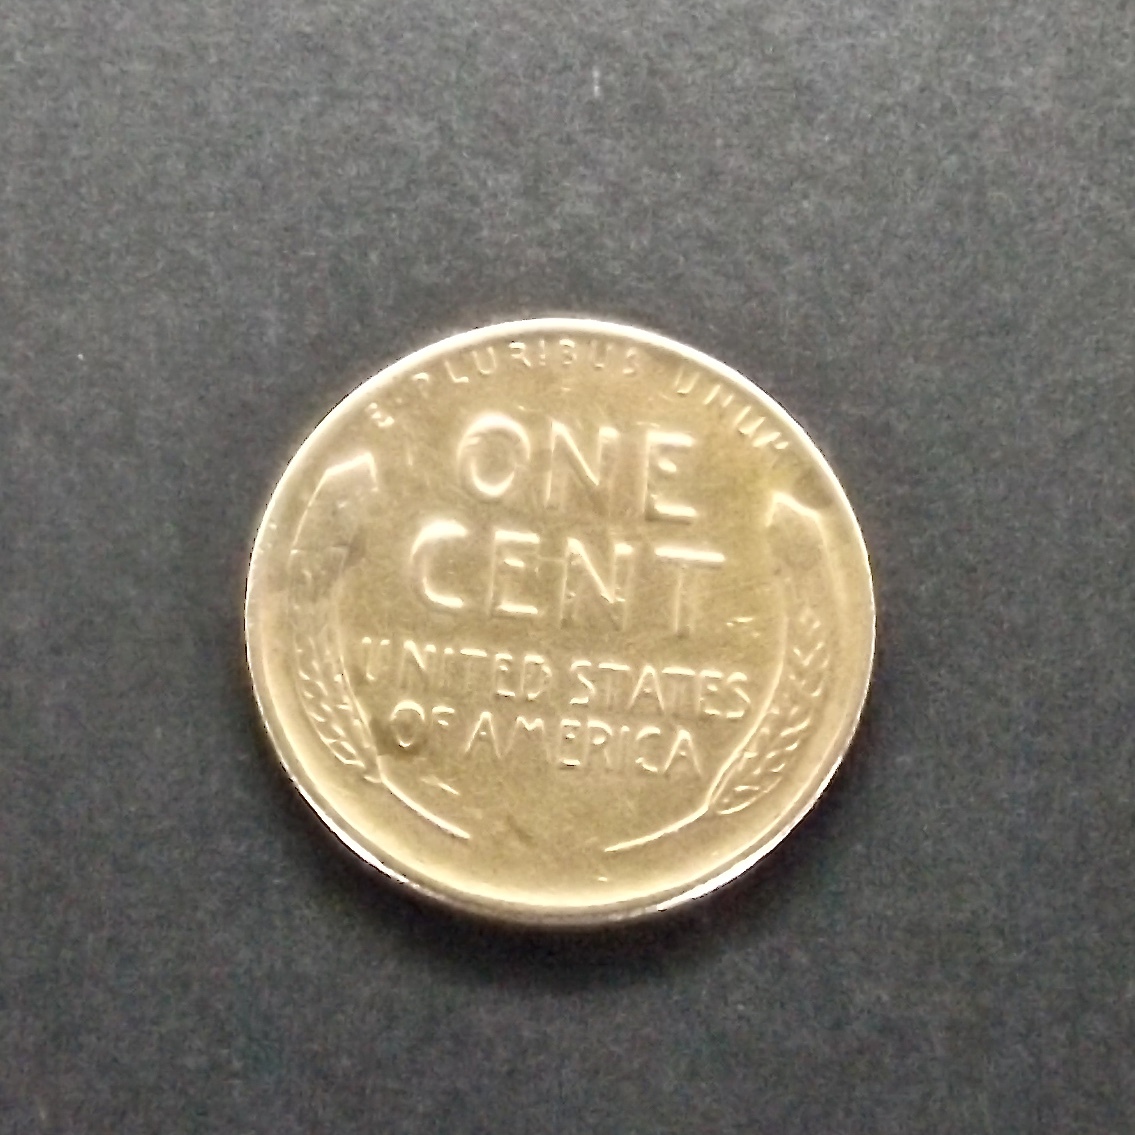 E·PLURIBUS UNUM
ONE
CENT
UNITED STATES
OF AMERICA